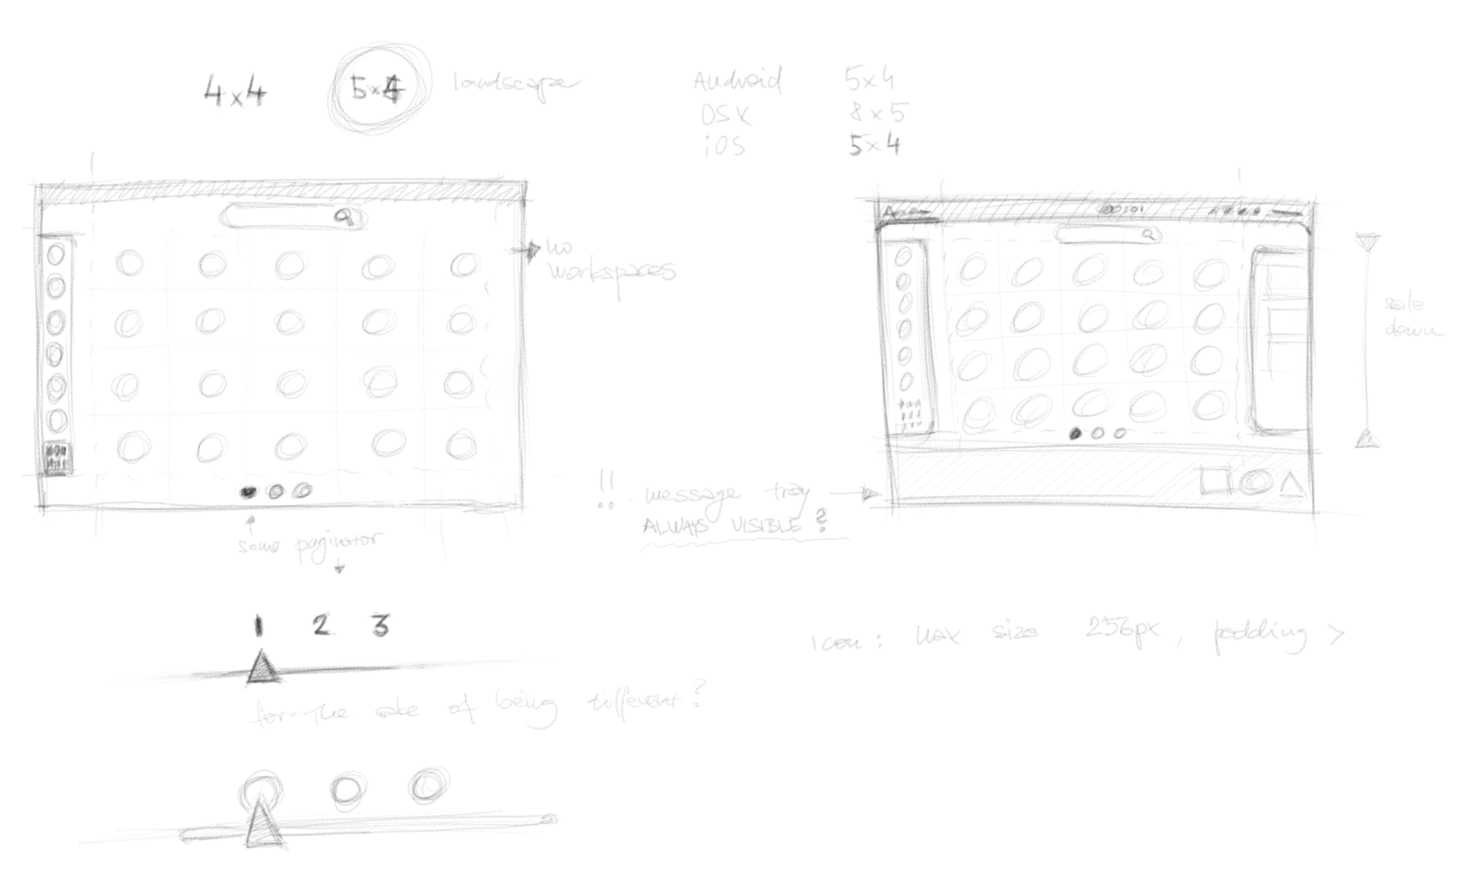 4x4 5x4 landscape
Android 5x4
OSX 8x5
iOS 5x4
no
workspaces
scale
down
!! message tray
ALWAYS VISIBLE?
some paginator
1 2 3
icon: max size 256px, padding >
for the sake of being different?